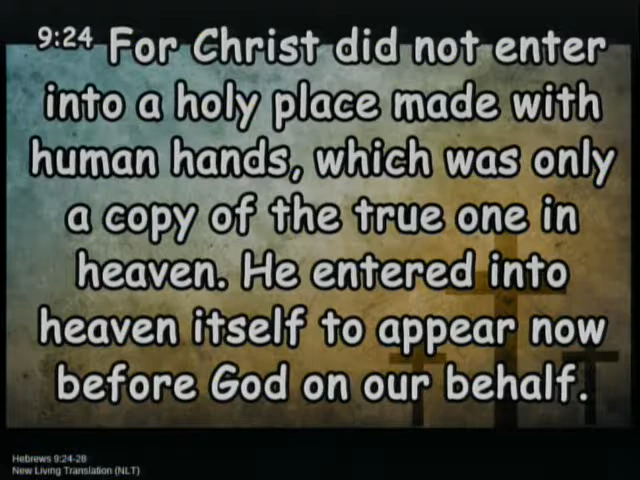 9:24 For Christ did not enter
into a holy place made with
human hands, which was only
a copy of the true one in
heaven. He entered into
heaven itself to appear now
before God on our behalf.
Hebrews 9:24-28
New Living Translation (NLT)